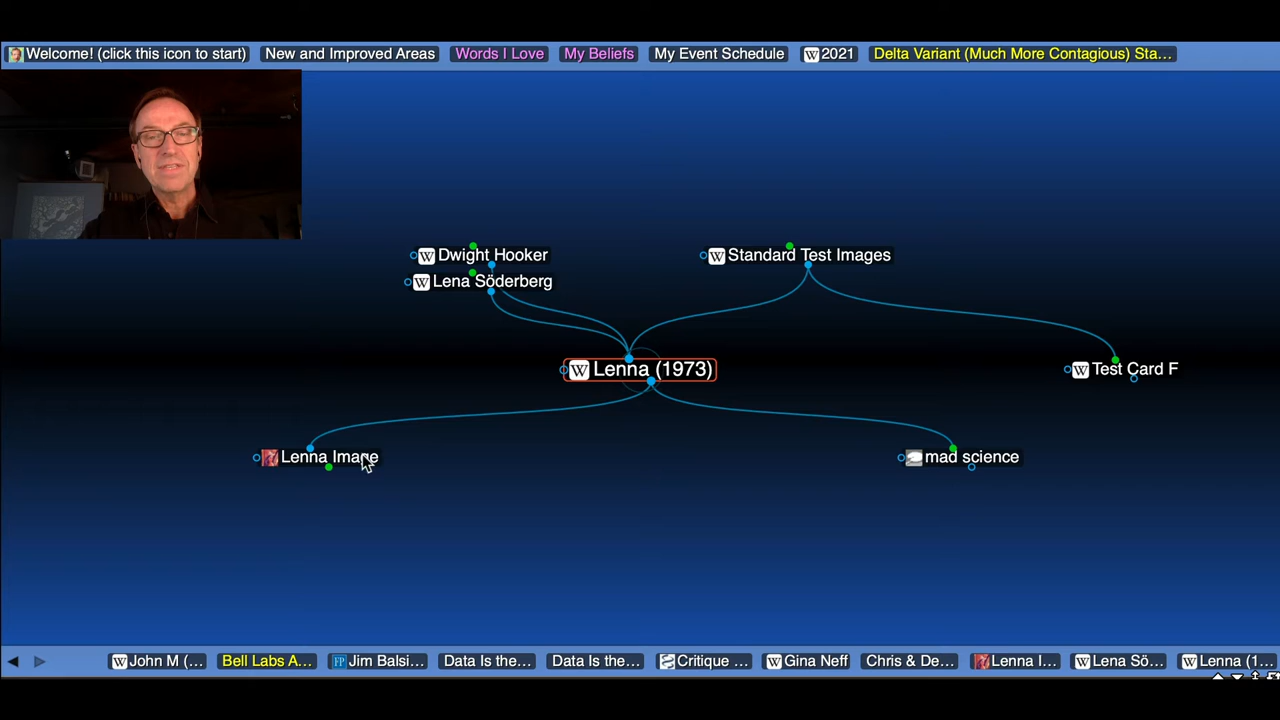 Welcome! (click this icon to start) New and Improved Areas Words I Love My Beliefs My Event Schedule W 2021 Delta Variant (Much More Contagious) Sta...
W Dwight Hooker
W Standard Test Images
W Lena Söderberg
W Lenna (1973)
W Test Card F
Lenna Image
mad science
W John M (... Bell Labs A... FP Jim Balsi... Data Is the... Data Is the... Critique ... W Gina Neff Chris & De... Lenna I... W Lena Sö... W Lenna (1...